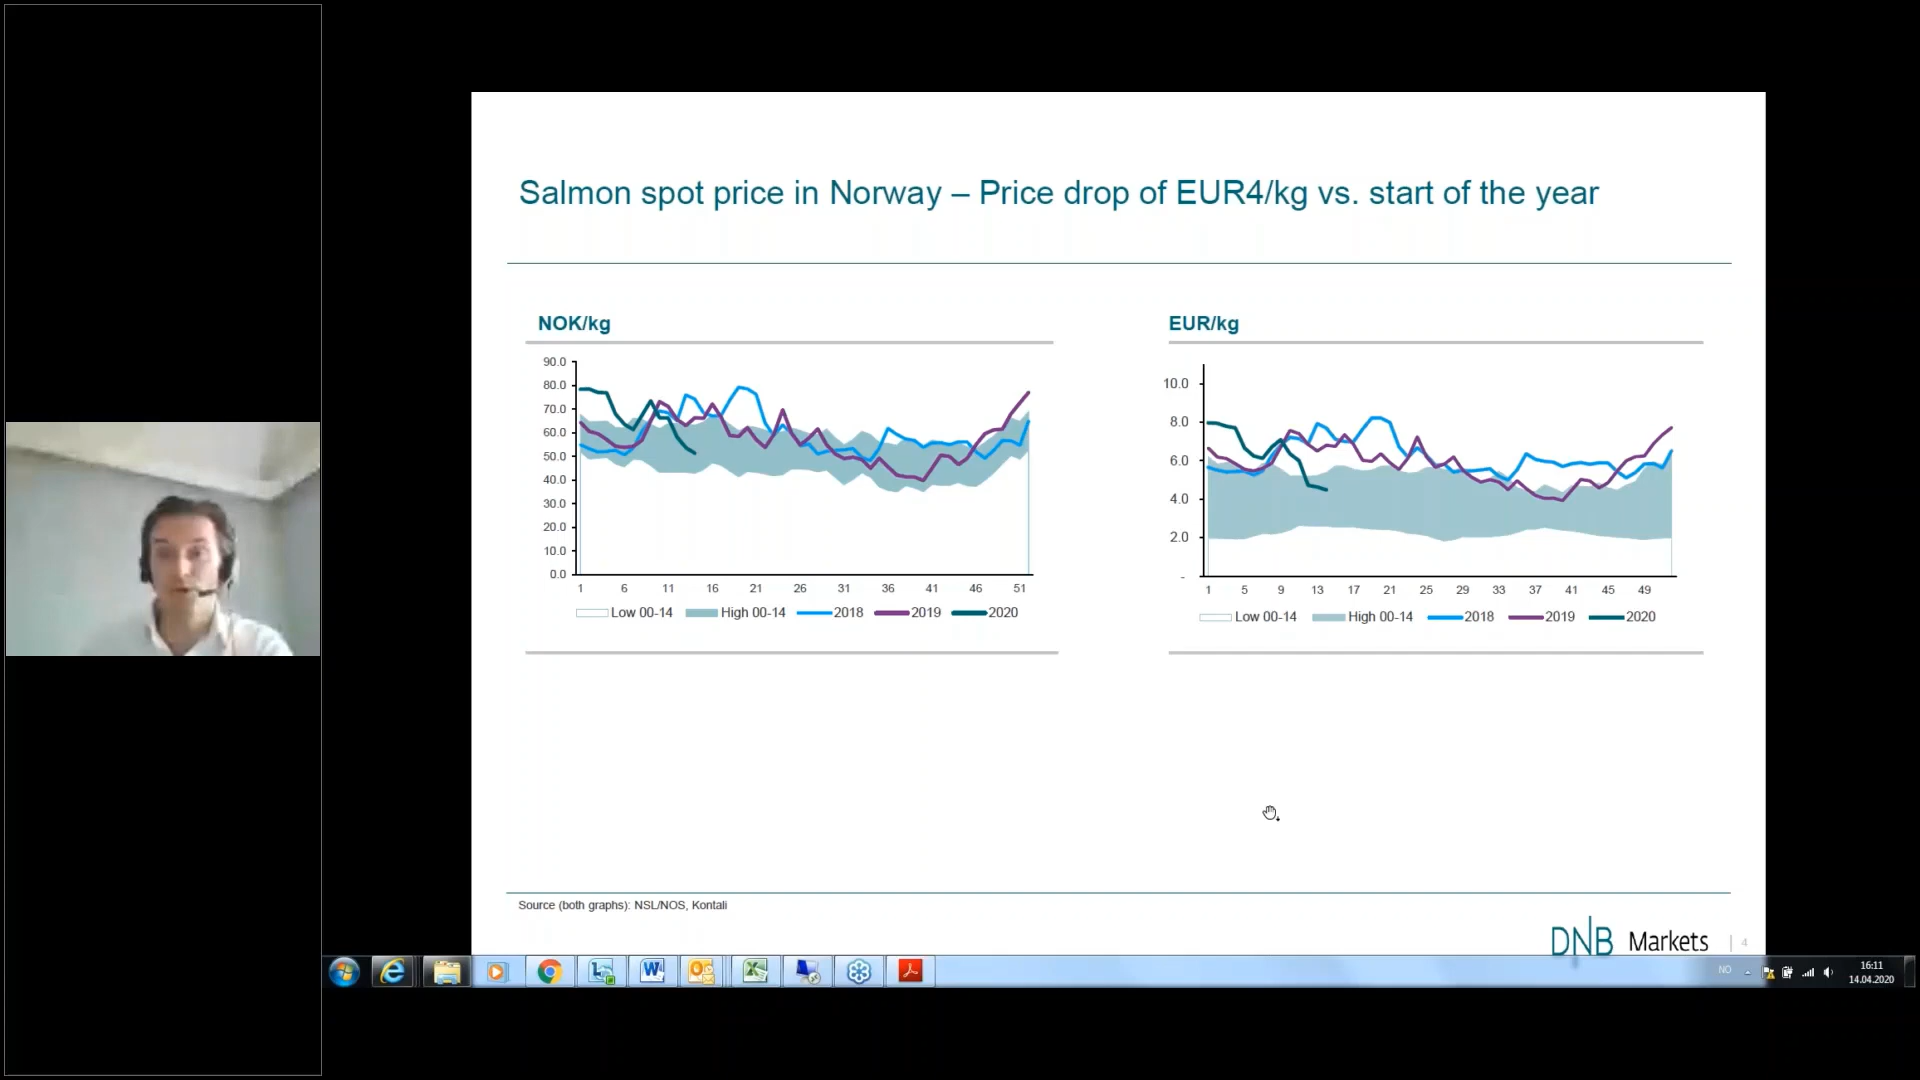 Salmon spot price in Norway – Price drop of EUR4/kg vs. start of the year
NOK/kg
90.0
80.0
70.0
60.0
50.0
40.0
30.0
20.0
10.0
0.0
1 6 11 16 21 26 31 36 41 46 51
Low 00-14 High 00-14 2018 2019 2020
EUR/kg
10.0
8.0
6.0
4.0
2.0
-
1 5 9 13 17 21 25 29 33 37 41 45 49
Low 00-14 High 00-14 2018 2019 2020
Source (both graphs): NSL/NOS, Kontali
DNB Markets | 4
NO
16:11
14.04.2020